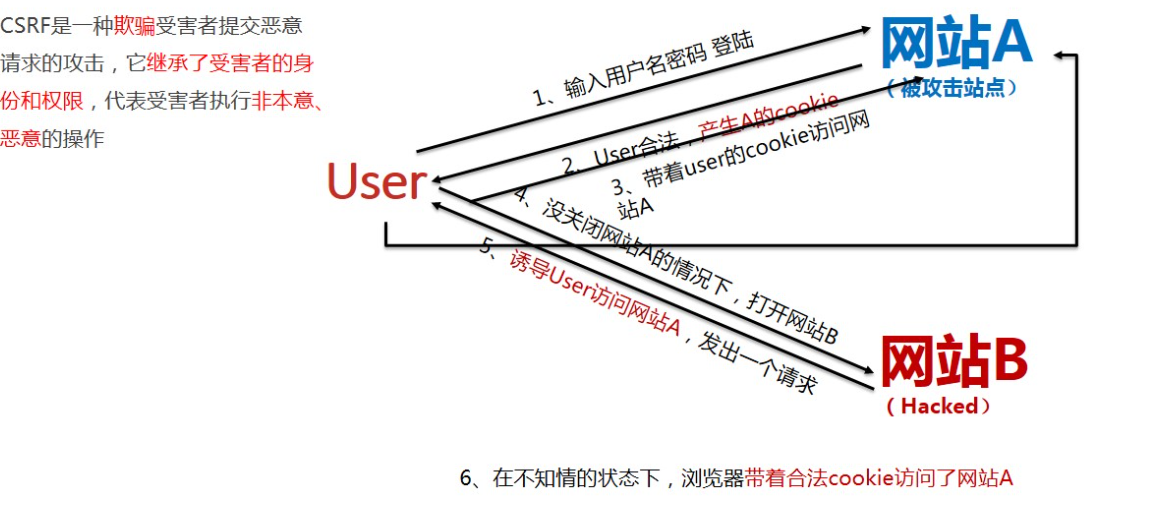 CSRF是一种欺骗受害者提交恶意
请求的攻击，它继承了受害者的身
份和权限，代表受害者执行非本意、
恶意的操作
网站A
（被攻击站点）
1、输入用户名密码 登陆
2、User合法，产生A的cookie
3、带着user的cookie访问网
站A
User
4、没关闭网站A的情况下，打开网站B
5、诱导User访问网站A，发出一个请求
网站B
（Hacked）
6、在不知情的状态下，浏览器带着合法cookie访问了网站A